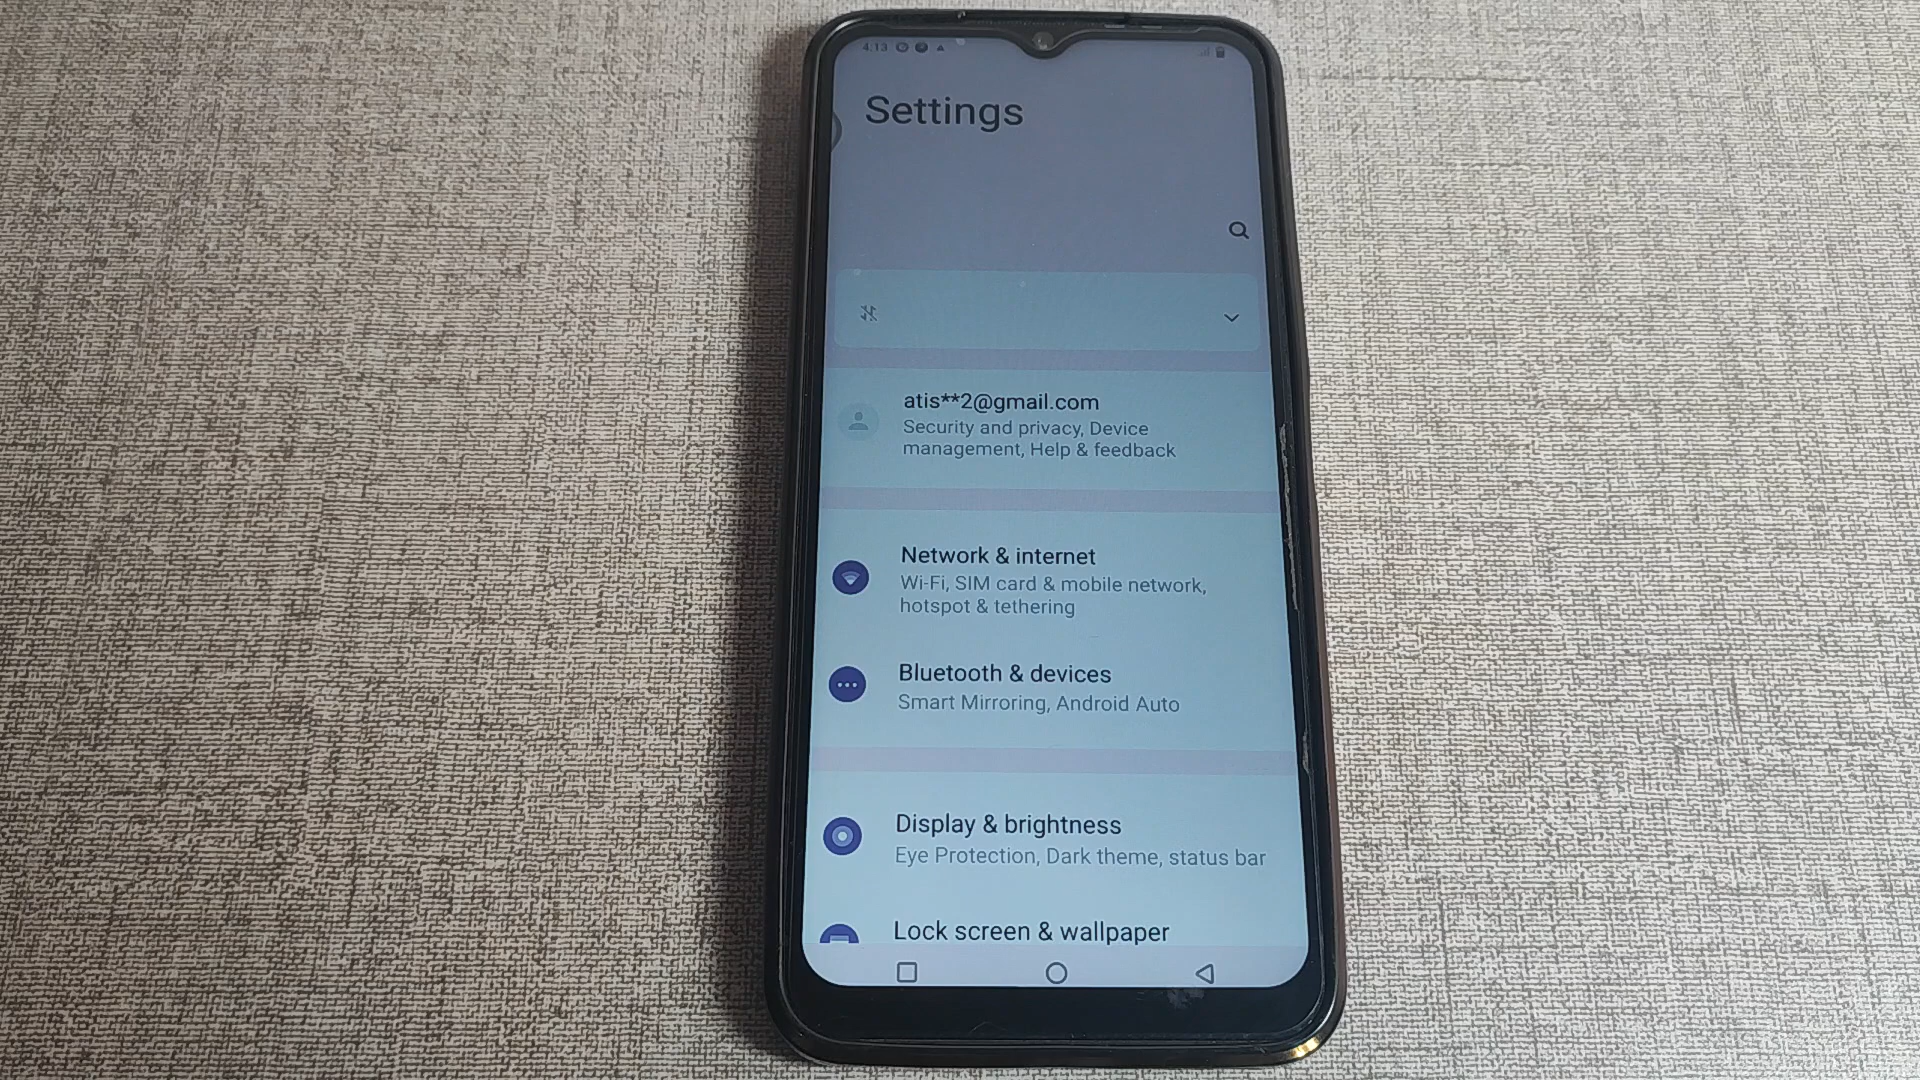 4:13
Settings
atis**2@gmail.com
Security and privacy, Device
management, Help & feedback
Network & internet
Wi-Fi, SIM card & mobile network,
hotspot & tethering
Bluetooth & devices
Smart Mirroring, Android Auto
Display & brightness
Eye Protection, Dark theme, status bar
Lock screen & wallpaper